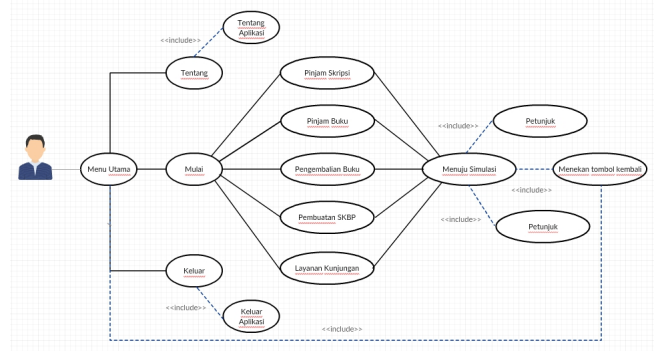 Tentang
Aplikasi
<<include>>
Tentang
Pinjam Skripsi
Pinjam Buku
<<include>>
Petunjuk
Menu Utama
Mulai
Pengembalian Buku
Menuju Simulasi
Menekan tombol kembali
<<include>>
Pembuatan SKBP
<<include>>
Petunjuk
Keluar
Layanan Kunjungan
<<include>>
Keluar
Aplikasi
<<include>>